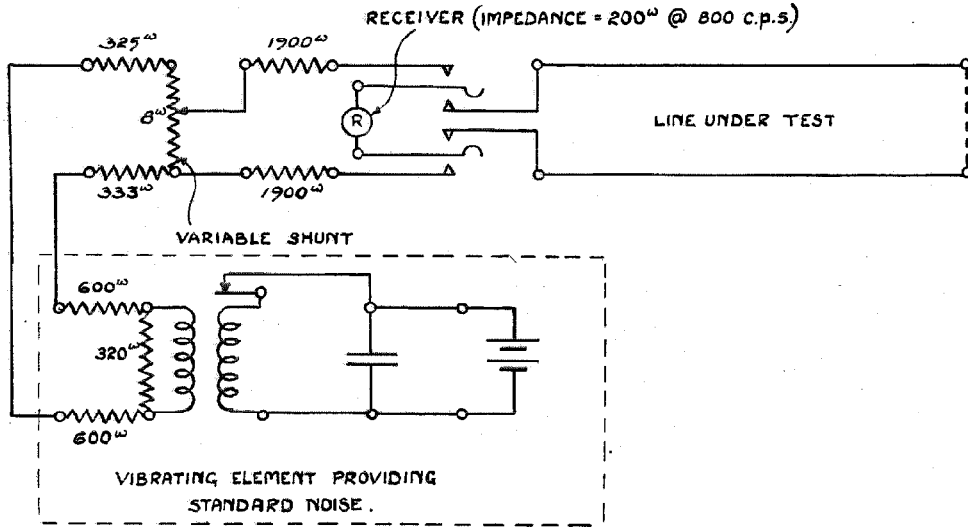 RECEIVER (IMPEDANCE = 200ω @ 800 c.p.s.)
325ω
1900ω
8ω
R
LINE UNDER TEST
333ω
1900ω
VARIABLE SHUNT
600ω
320ω
600ω
VIBRATING ELEMENT PROVIDING
STANDARD NOISE.